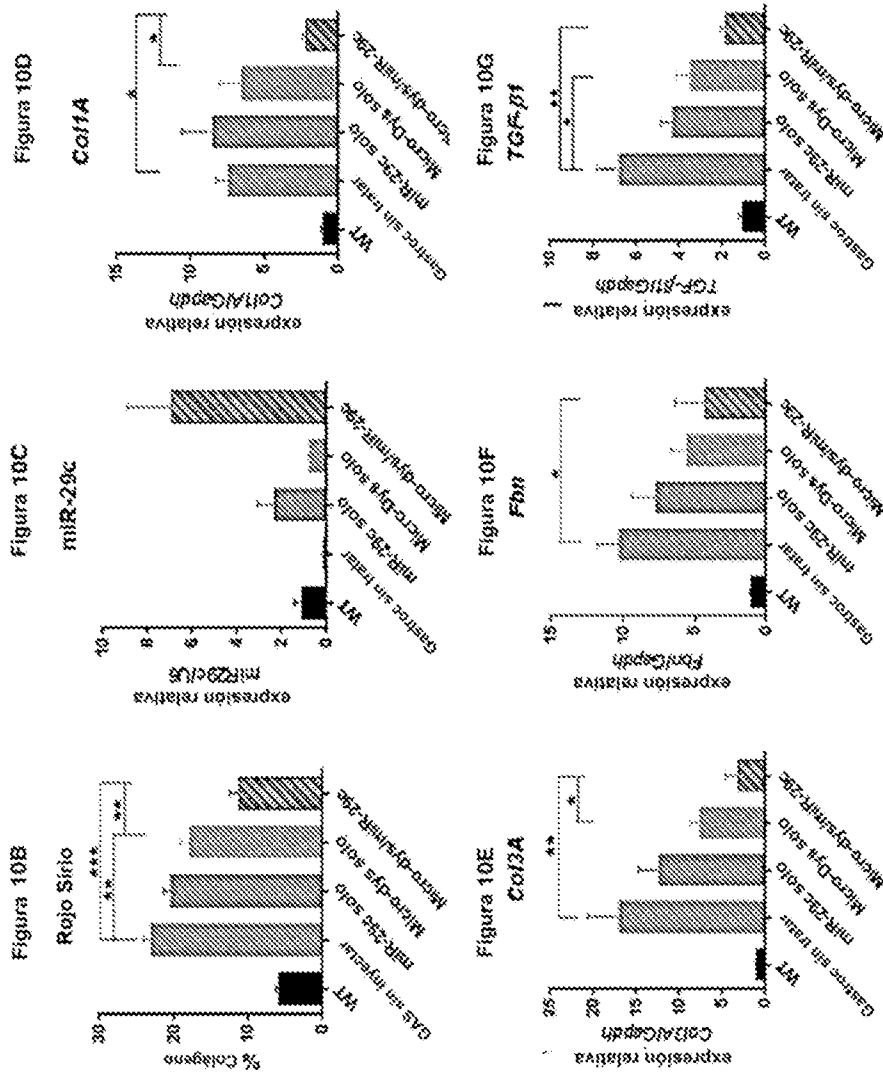 Figura 10B
Rojo Sirio
% Colágeno
30
20
10
0
***
**
**
WT
GAS sin inyectar
miR-29c solo
Micro-dys solo
Micro-dys/miR-29c
Figura 10C
miR-29c
expresión relativa
miR29c/U6
10
8
6
4
2
0
WT
Gastroc sin tratar
miR-29c solo
Micro-Dys solo
Micro-dys/miR-29c
Figura 10D
Col1A
expresión relativa
Col1A/Gapdh
15
10
5
0
*
*
WT
Gastroc sin tratar
miR-29c solo
Micro-Dys solo
Micro-dys/miR-29c
Figura 10E
Col3A
expresión relativa
Col3A/Gapdh
25
20
15
10
5
0
**
*
WT
Gastroc sin tratar
miR-29c solo
Micro-Dys solo
Micro-dys/miR-29c
Figura 10F
Fbn
expresión relativa
Fbn/Gapdh
15
10
5
0
*
WT
Gastroc sin tratar
miR-29c solo
Micro-Dys solo
Micro-dys/miR-29c
Figura 10G
TGF-β1
expresión relativa
TGF-β1/Gapdh
10
8
6
4
2
0
**
*
WT
Gastroc sin tratar
miR-29c solo
Micro-Dys solo
Micro-dys/miR-29c